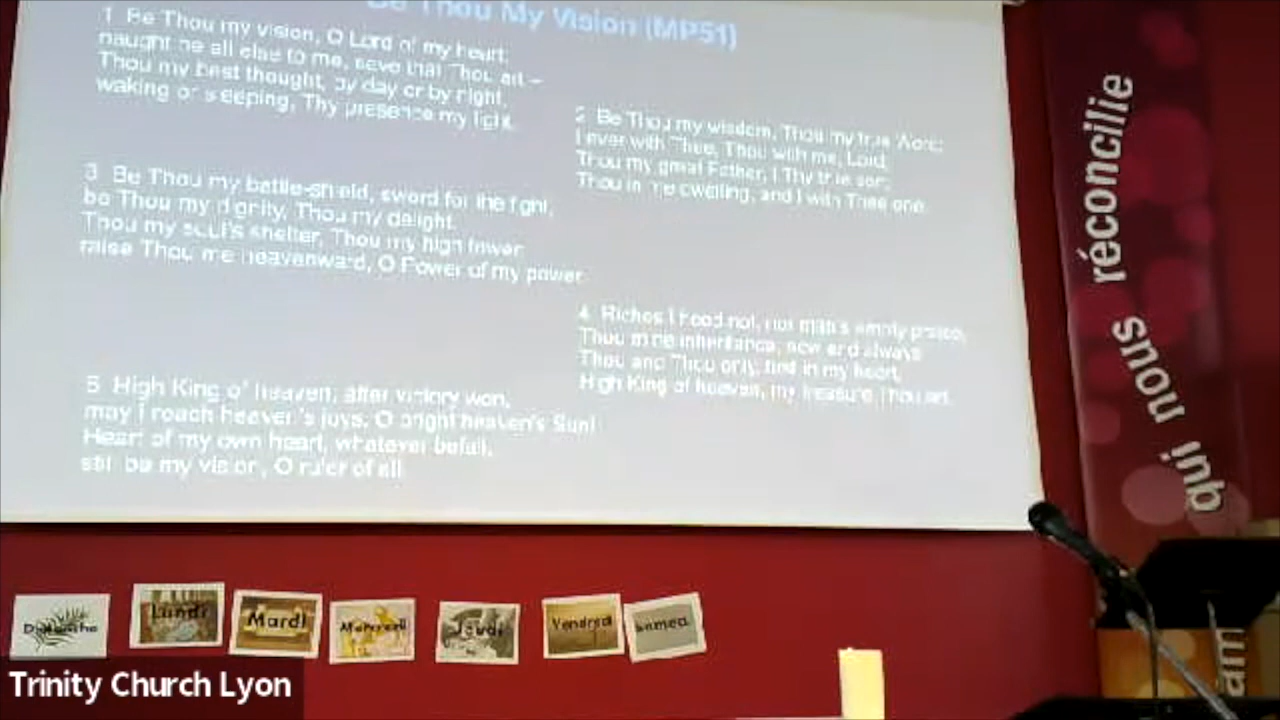 Be Thou My Vision (MP51)
1 Be Thou my vision, O Lord of my heart;
naught be all else to me, save that Thou art –
Thou my best thought, by day or by night,
waking or sleeping, Thy presence my light.
2 Be Thou my wisdom, Thou my true Word;
I ever with Thee, Thou with me, Lord;
Thou my great Father, I Thy true son;
Thou in me dwelling, and I with Thee one.
3 Be Thou my battle-shield, sword for the fight,
be Thou my dignity, Thou my delight.
Thou my soul's shelter, Thou my high tower
raise Thou me heavenward, O Power of my power.
4 Riches I heed not, nor man's empty praise,
Thou mine inheritance, now and always
Thou and Thou only, first in my heart,
High King of heaven, my treasure Thou art.
5 High King of heaven, after victory won,
may I reach heaven's joys, O bright heaven's Sun!
Heart of my own heart, whatever befall,
still be my vision, O ruler of all.
qui nous réconcilie
Dimanche
Lundi
Mardi
Mercredi
Jeudi
Vendredi
Samedi
am
Trinity Church Lyon